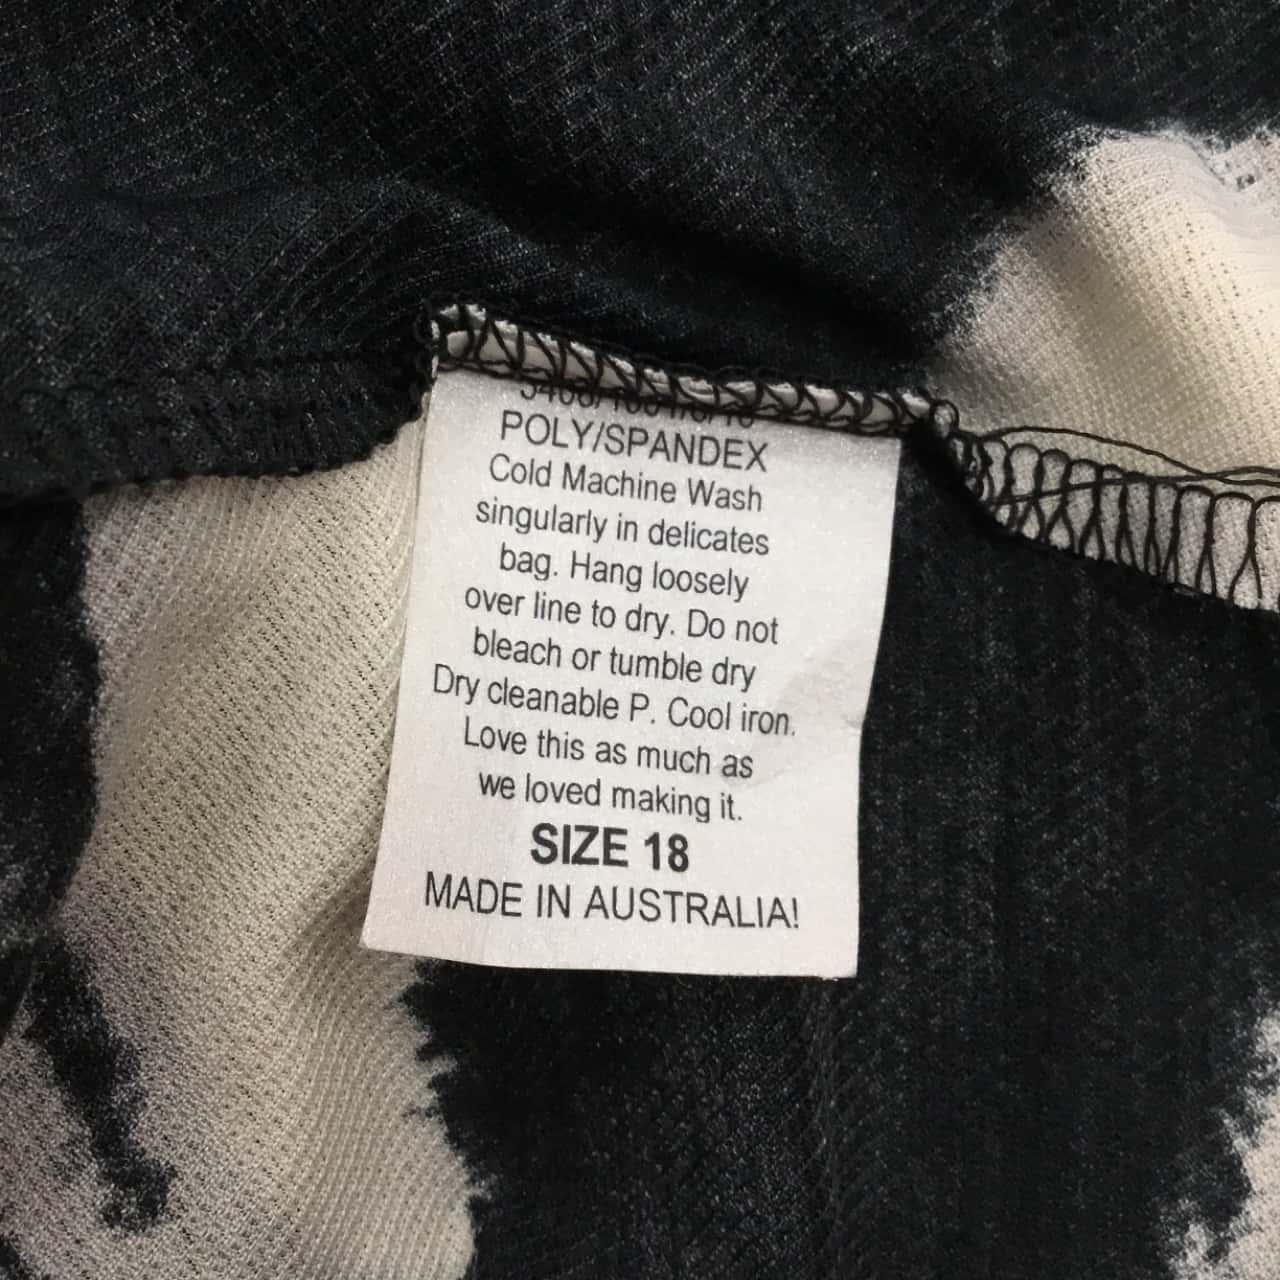 POLY/SPANDEX
Cold Machine Wash
singularly in delicates
bag. Hang loosely
over line to dry. Do not
bleach or tumble dry
Dry cleanable P. Cool iron.
Love this as much as
we loved making it.
SIZE 18
MADE IN AUSTRALIA!